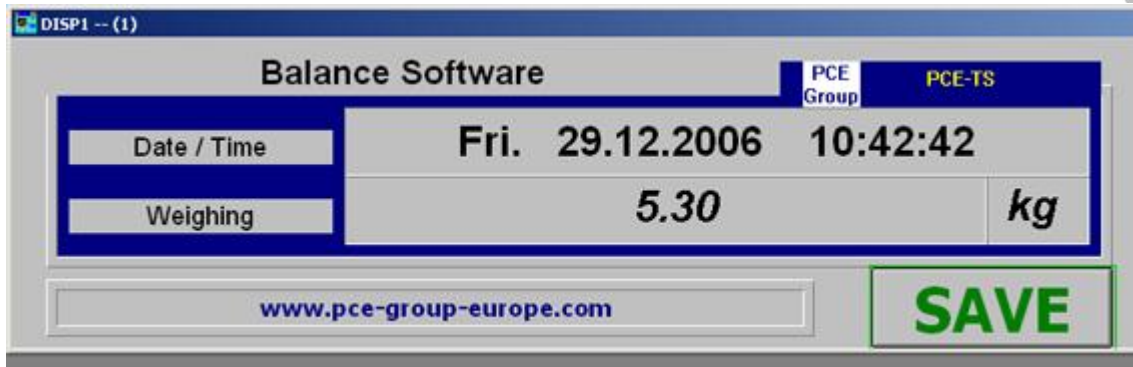 DISP1 -- (1)
Balance Software
PCE Group
PCE-TS
Date / Time
Fri. 29.12.2006 10:42:42
Weighing
5.30 kg
www.pce-group-europe.com
SAVE